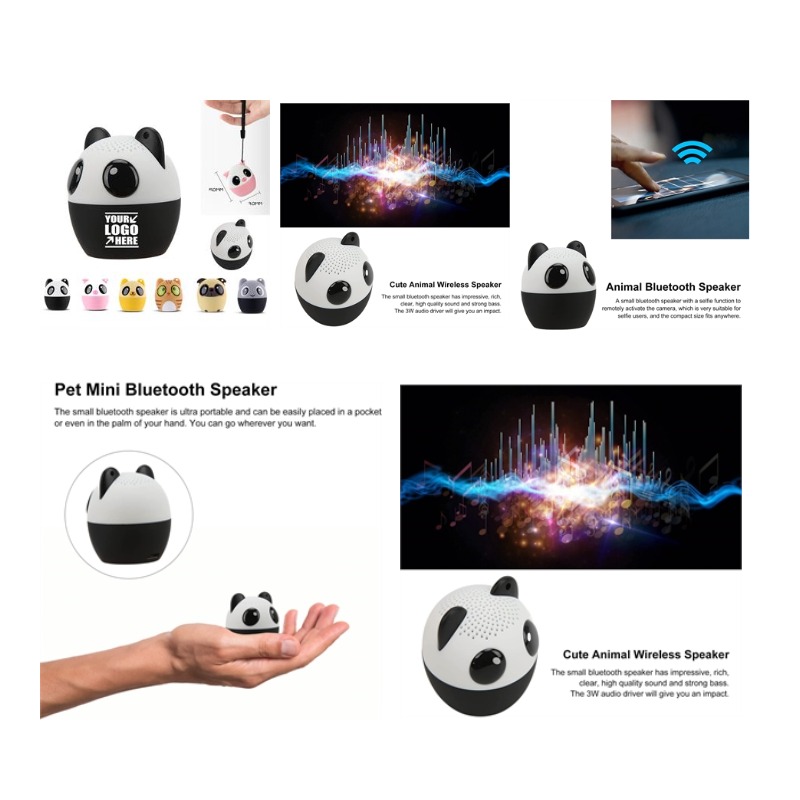 YOUR
LOGO
HERE
Cute Animal Wireless Speaker
The small bluetooth speaker has impressive, rich,
clear, high quality sound and strong bass.
The 3W audio driver will give you an impact.
Animal Bluetooth Speaker
A small bluetooth speaker with a selfie function to
remotely activate the camera, which is very suitable for
selfie users, and the compact size fits anywhere.
Pet Mini Bluetooth Speaker
The small bluetooth speaker is ultra portable and can be easily placed in a pocket
or even in the palm of your hand. You can go wherever you want.
Cute Animal Wireless Speaker
The small bluetooth speaker has impressive, rich,
clear, high quality sound and strong bass.
The 3W audio driver will give you an impact.